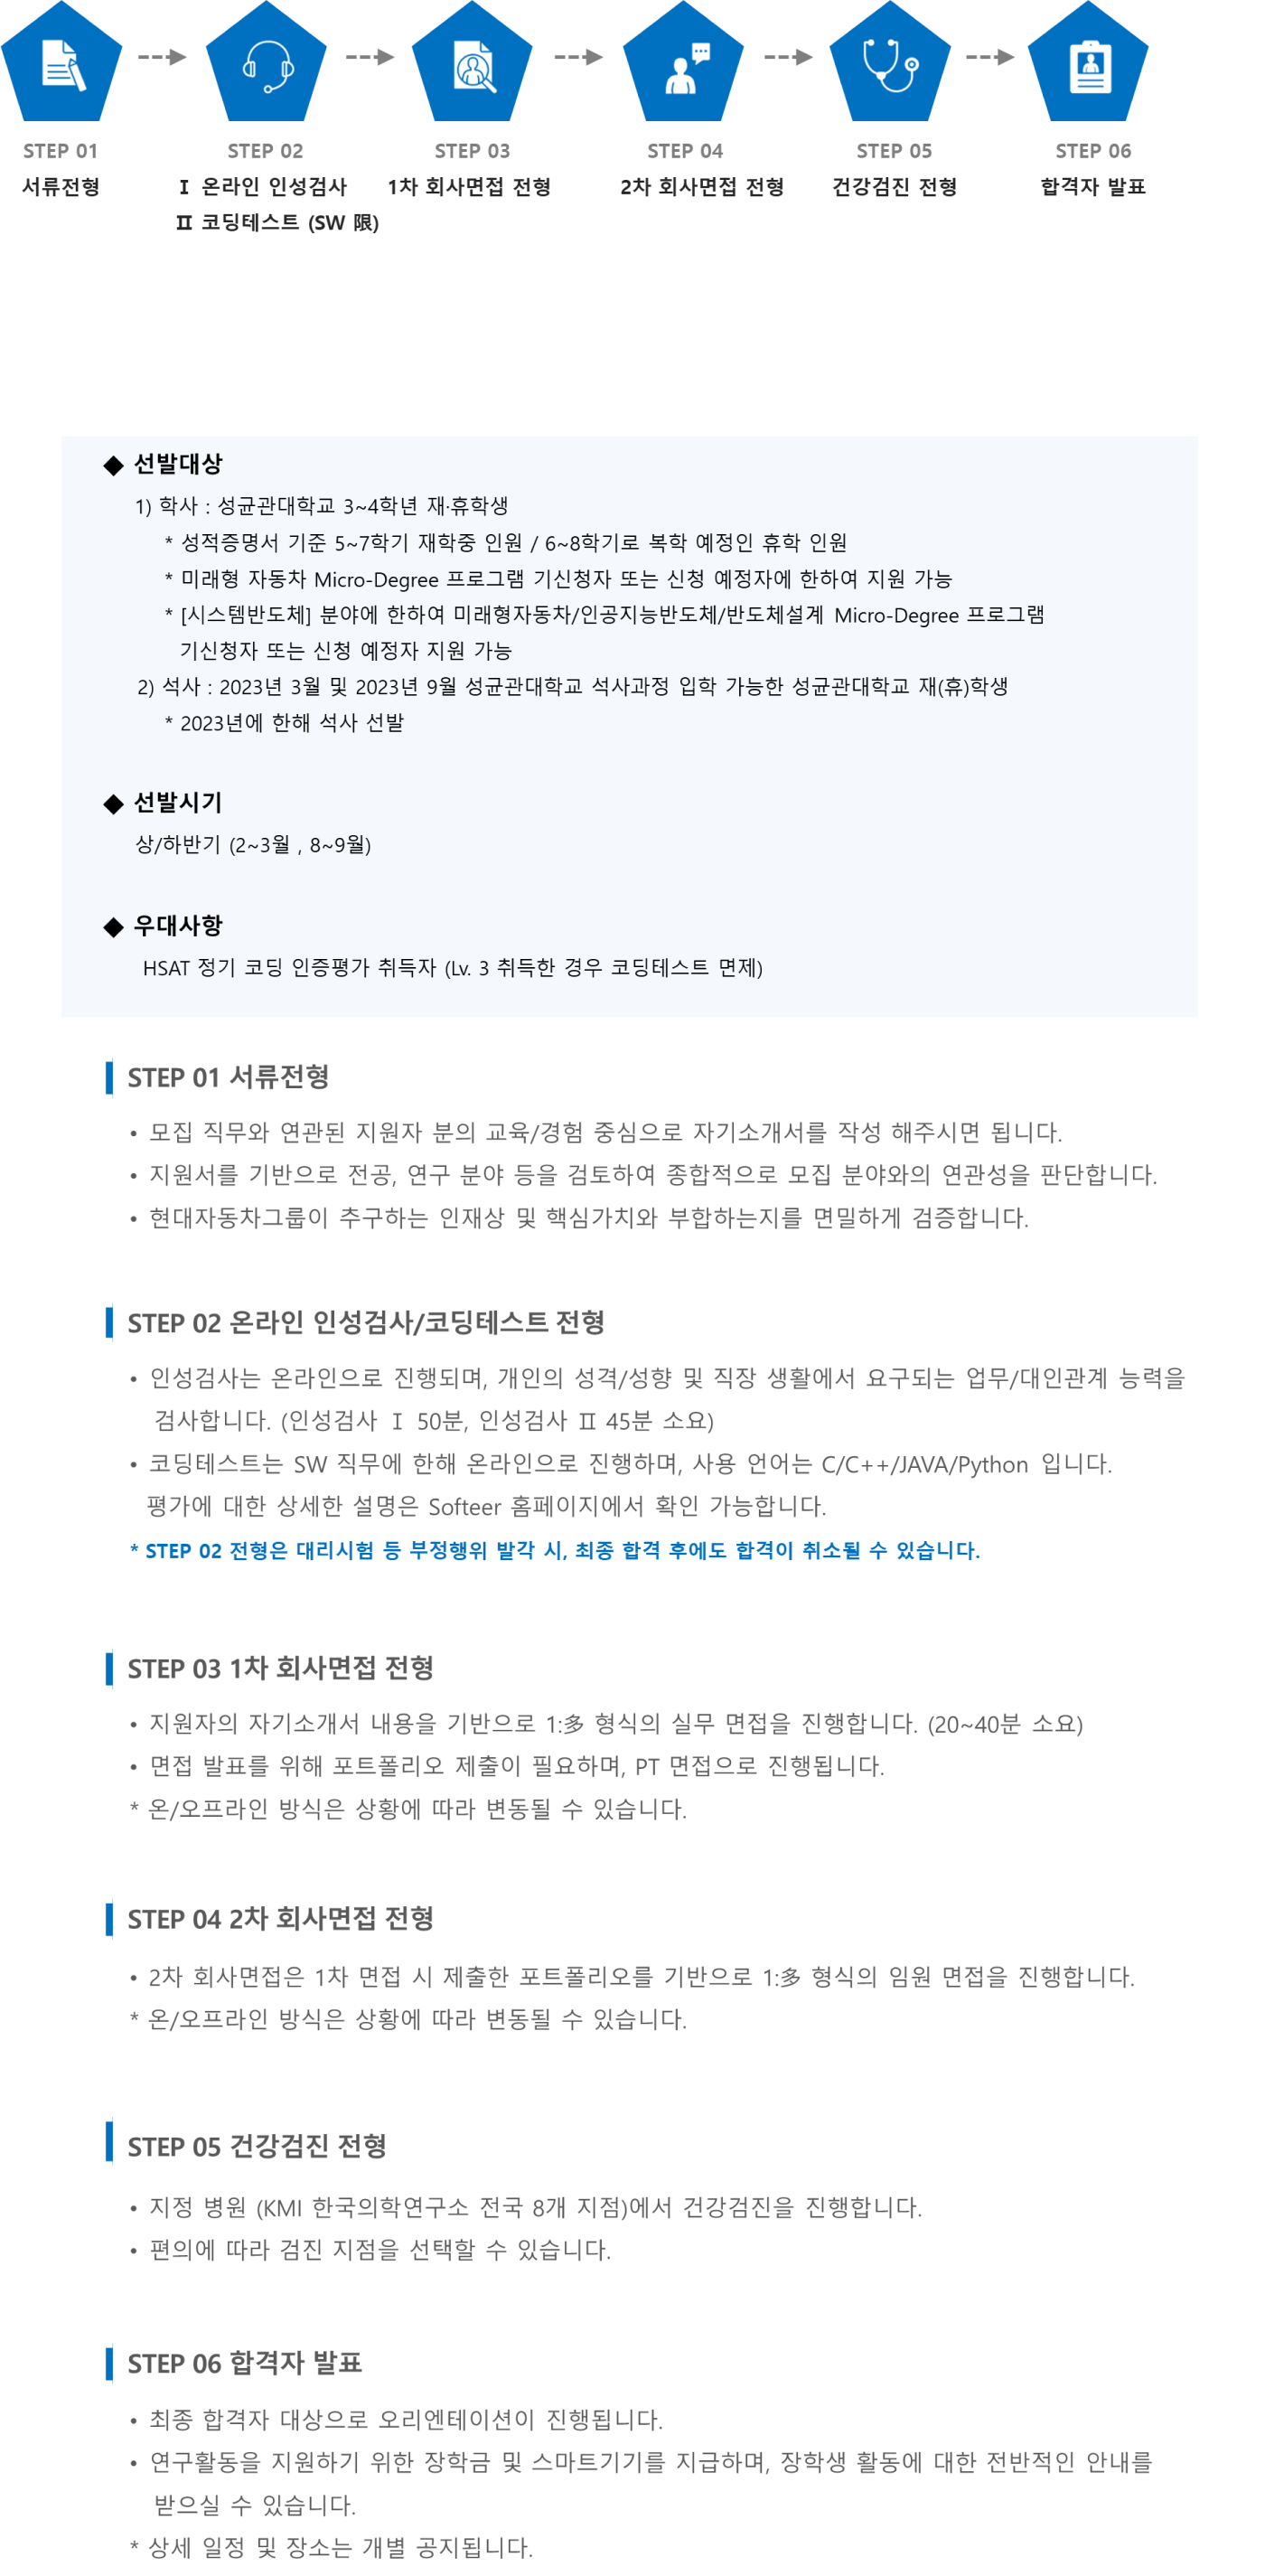 STEP 01
서류전형
STEP 02
Ⅰ 온라인 인성검사
Ⅱ 코딩테스트 (SW 限)
STEP 03
1차 회사면접 전형
STEP 04
2차 회사면접 전형
STEP 05
건강검진 전형
STEP 06
합격자 발표
◆ 선발대상
1) 학사 : 성균관대학교 3~4학년 재·휴학생
* 성적증명서 기준 5~7학기 재학중 인원 / 6~8학기로 복학 예정인 휴학 인원
* 미래형 자동차 Micro-Degree 프로그램 기신청자 또는 신청 예정자에 한하여 지원 가능
* [시스템반도체] 분야에 한하여 미래형자동차/인공지능반도체/반도체설계 Micro-Degree 프로그램
기신청자 또는 신청 예정자 지원 가능
2) 석사 : 2023년 3월 및 2023년 9월 성균관대학교 석사과정 입학 가능한 성균관대학교 재(휴)학생
* 2023년에 한해 석사 선발
◆ 선발시기
상/하반기 (2~3월 , 8~9월)
◆ 우대사항
HSAT 정기 코딩 인증평가 취득자 (Lv. 3 취득한 경우 코딩테스트 면제)
STEP 01 서류전형
• 모집 직무와 연관된 지원자 분의 교육/경험 중심으로 자기소개서를 작성 해주시면 됩니다.
• 지원서를 기반으로 전공, 연구 분야 등을 검토하여 종합적으로 모집 분야와의 연관성을 판단합니다.
• 현대자동차그룹이 추구하는 인재상 및 핵심가치와 부합하는지를 면밀하게 검증합니다.
STEP 02 온라인 인성검사/코딩테스트 전형
• 인성검사는 온라인으로 진행되며, 개인의 성격/성향 및 직장 생활에서 요구되는 업무/대인관계 능력을
검사합니다. (인성검사 Ⅰ 50분, 인성검사 Ⅱ 45분 소요)
• 코딩테스트는 SW 직무에 한해 온라인으로 진행하며, 사용 언어는 C/C++/JAVA/Python 입니다.
평가에 대한 상세한 설명은 Softeer 홈페이지에서 확인 가능합니다.
* STEP 02 전형은 대리시험 등 부정행위 발각 시, 최종 합격 후에도 합격이 취소될 수 있습니다.
STEP 03 1차 회사면접 전형
• 지원자의 자기소개서 내용을 기반으로 1:多 형식의 실무 면접을 진행합니다. (20~40분 소요)
• 면접 발표를 위해 포트폴리오 제출이 필요하며, PT 면접으로 진행됩니다.
* 온/오프라인 방식은 상황에 따라 변동될 수 있습니다.
STEP 04 2차 회사면접 전형
• 2차 회사면접은 1차 면접 시 제출한 포트폴리오를 기반으로 1:多 형식의 임원 면접을 진행합니다.
* 온/오프라인 방식은 상황에 따라 변동될 수 있습니다.
STEP 05 건강검진 전형
• 지정 병원 (KMI 한국의학연구소 전국 8개 지점)에서 건강검진을 진행합니다.
• 편의에 따라 검진 지점을 선택할 수 있습니다.
STEP 06 합격자 발표
• 최종 합격자 대상으로 오리엔테이션이 진행됩니다.
• 연구활동을 지원하기 위한 장학금 및 스마트기기를 지급하며, 장학생 활동에 대한 전반적인 안내를
받으실 수 있습니다.
* 상세 일정 및 장소는 개별 공지됩니다.